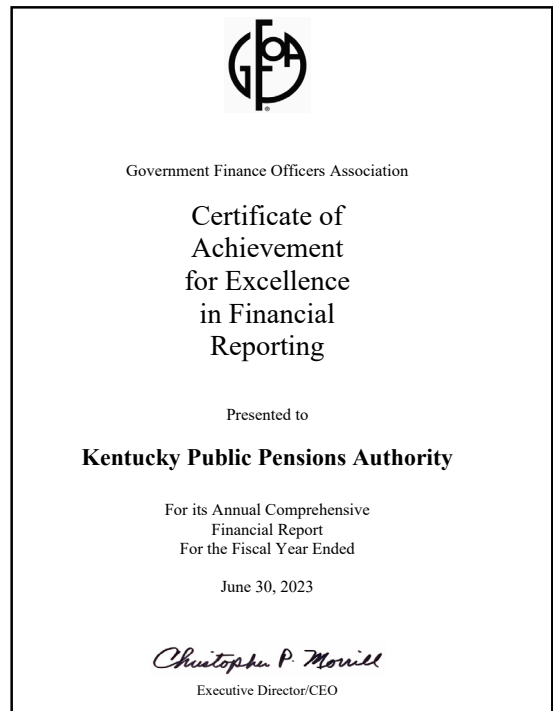 GFOA
®
Government Finance Officers Association
Certificate of
Achievement
for Excellence
in Financial
Reporting
Presented to
Kentucky Public Pensions Authority
For its Annual Comprehensive
Financial Report
For the Fiscal Year Ended
June 30, 2023
Christopher P. Morrill
Executive Director/CEO